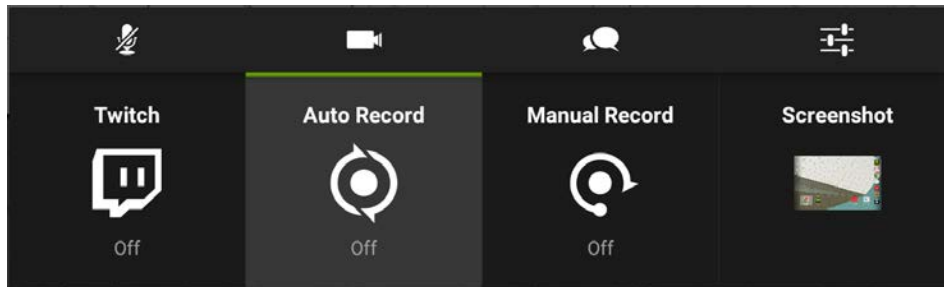 Twitch
Auto Record
Manual Record
Screenshot
Off
Off
Off